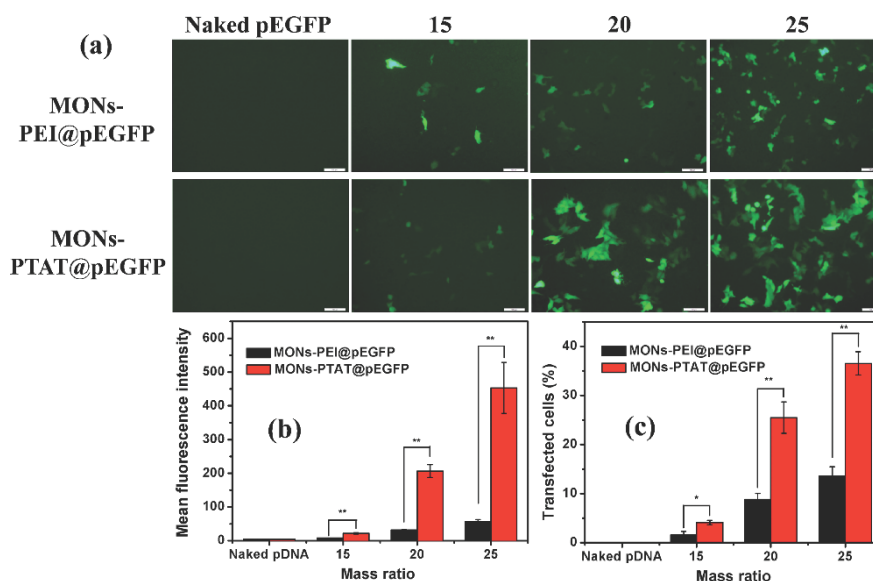 (a)
Naked pEGFP 15 20 25
MONs-
PEI@pEGFP
MONs-
PTAT@pEGFP
Mean fluorescence intensity
600
500
400
300
200
100
50
0
MONs-PEI@pEGFP
MONs-PTAT@pEGFP
(b)
**
**
**
Naked pDNA 15 20 25
Mass ratio
Transfected cells (%)
40
30
20
10
5
0
MONs-PEI@pEGFP
MONs-PTAT@pEGFP
(c)
*
**
**
Naked pDNA 15 20 25
Mass ratio